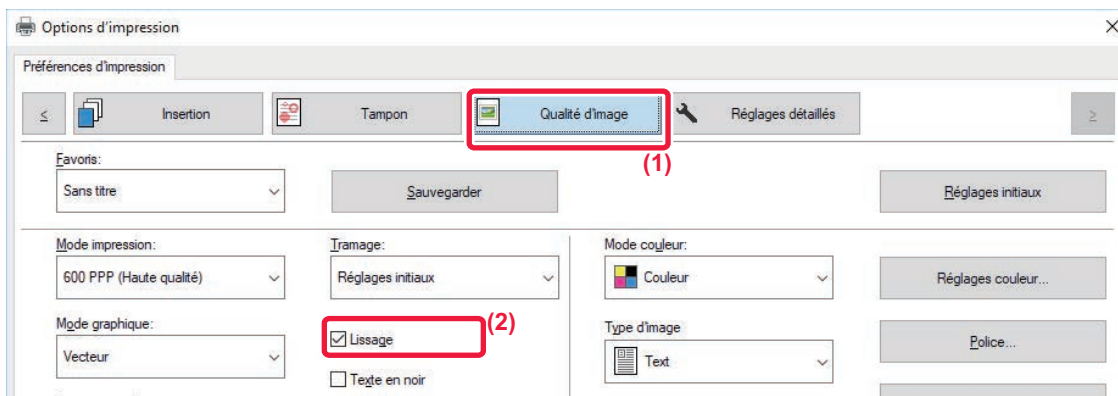 Options d'impression
Préférences d'impression
< Insertion Tampon Qualité d'image Réglages détaillés >
(1)
Favoris:
Sans titre Sauvegarder Réglages initiaux
Mode impression: Tramage: Mode couleur:
600 PPP (Haute qualité) Réglages initiaux Couleur Réglages couleur...
Mode graphique: (2) Type d'image
Vecteur Lissage Text Police...
Texte en noir